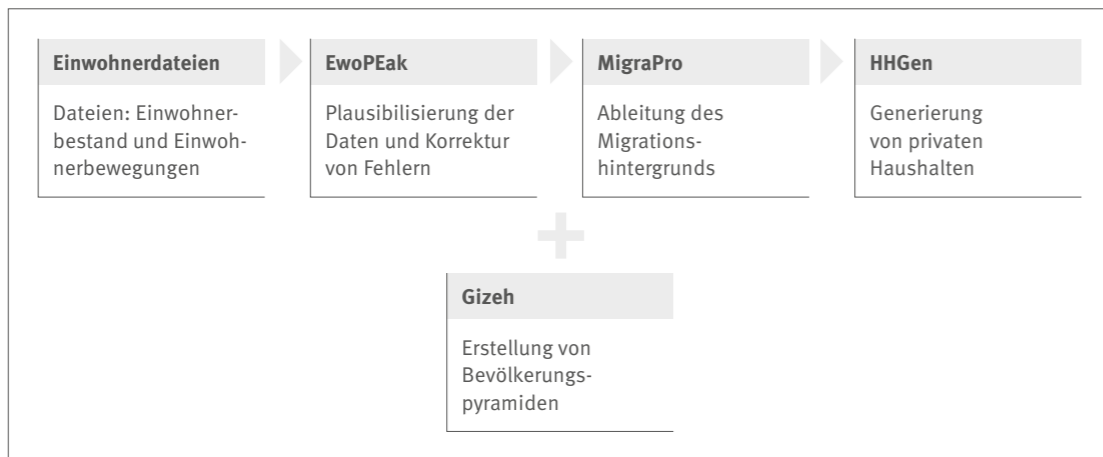 Einwohnerdateien
Dateien: Einwohner-
bestand und Einwoh-
nerbewegungen
EwoPEak
Plausibilisierung der
Daten und Korrektur
von Fehlern
MigraPro
Ableitung des
Migrations-
hintergrunds
HHGen
Generierung
von privaten
Haushalten
+
Gizeh
Erstellung von
Bevölkerungs-
pyramiden